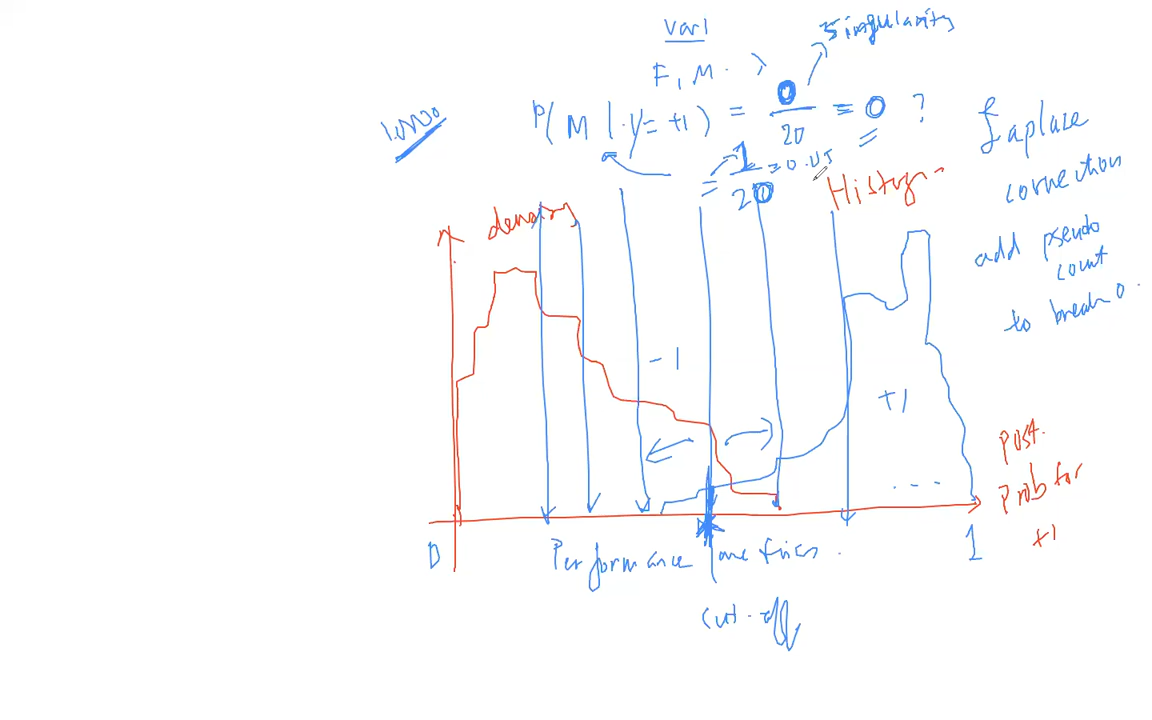 Var1
F, M.
Singularity
P(M | y = +1) = 0/20 = 0 ?
= 1/20 = 0.05
Laplace
correction
add pseudo
count
to break 0.
Histogr
density
-1
+1
...
post.
prob for
+1
0
1
Performance metrics.
cut-off